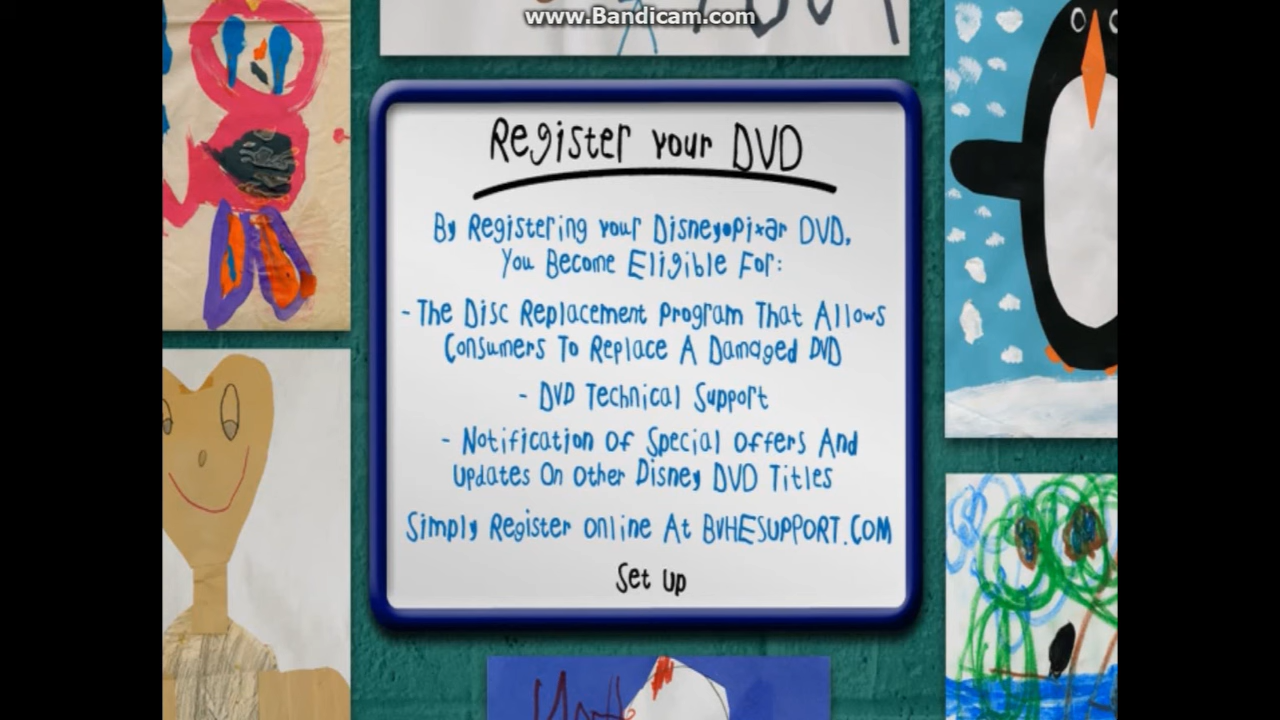 www.Bandicam.com
Register your DVD
By Registering your Disney•Pixar DVD,
You Become Eligible For:
- The Disc Replacement Program That Allows
Consumers To Replace A Damaged DVD
- DVD Technical Support
- Notification Of Special Offers And
Updates On Other Disney DVD Titles
Simply Register Online At BVHESUPPORT.COM
Set Up